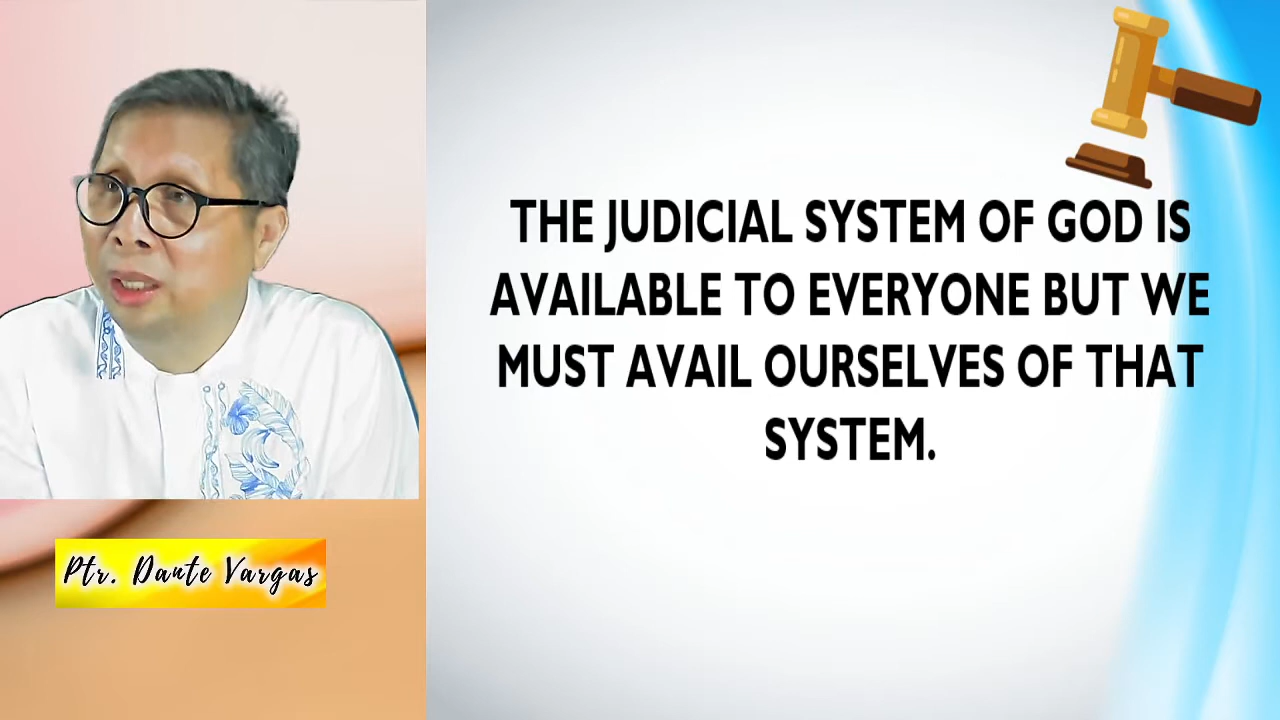 THE JUDICIAL SYSTEM OF GOD IS
AVAILABLE TO EVERYONE BUT WE
MUST AVAIL OURSELVES OF THAT
SYSTEM.
Ptr. Dante Vargas